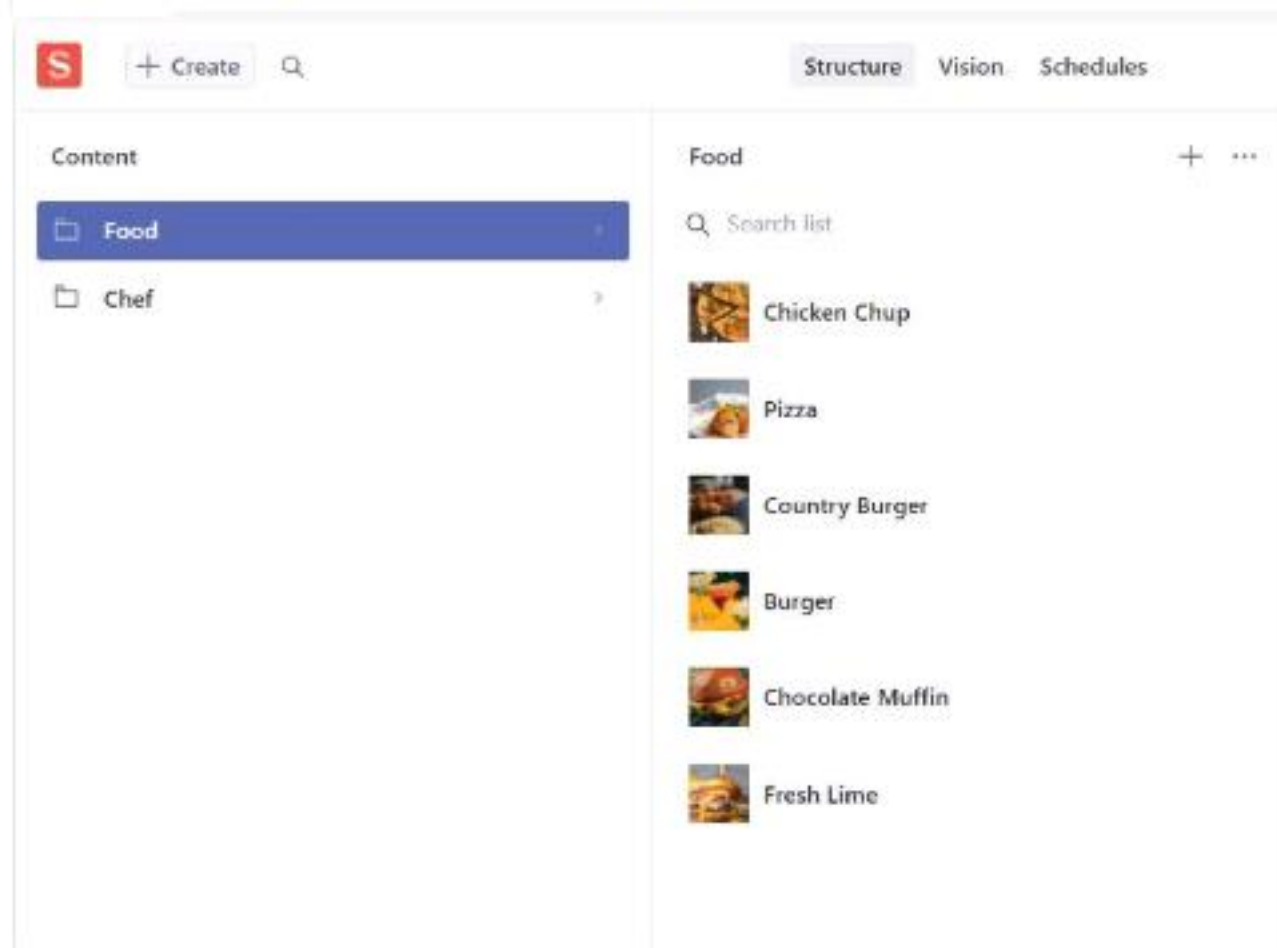 S + Create Structure Vision Schedules
Content
Food
Chef
Food
Search list
Chicken Chup
Pizza
Country Burger
Burger
Chocolate Muffin
Fresh Lime